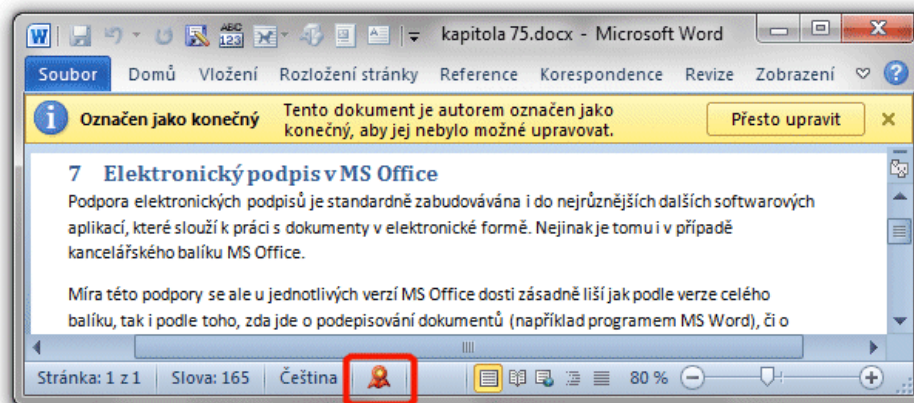 kapitola 75.docx - Microsoft Word
Soubor Domů Vložení Rozložení stránky Reference Korespondence Revize Zobrazení
Označen jako konečný
Tento dokument je autorem označen jako
konečný, aby jej nebylo možné upravovat.
Přesto upravit
7 Elektronický podpis v MS Office
Podpora elektronických podpisů je standardně zabudovávána i do nejrůznějších dalších softwarových
aplikací, které slouží k práci s dokumenty v elektronické formě. Nejinak je tomu i v případě
kancelářského balíku MS Office.
Míra této podpory se ale u jednotlivých verzí MS Office dosti zásadně liší jak podle verze celého
balíku, tak i podle toho, zda jde o podepisování dokumentů (například programem MS Word), či o
Stránka: 1 z 1 Slova: 165 Čeština 80 %